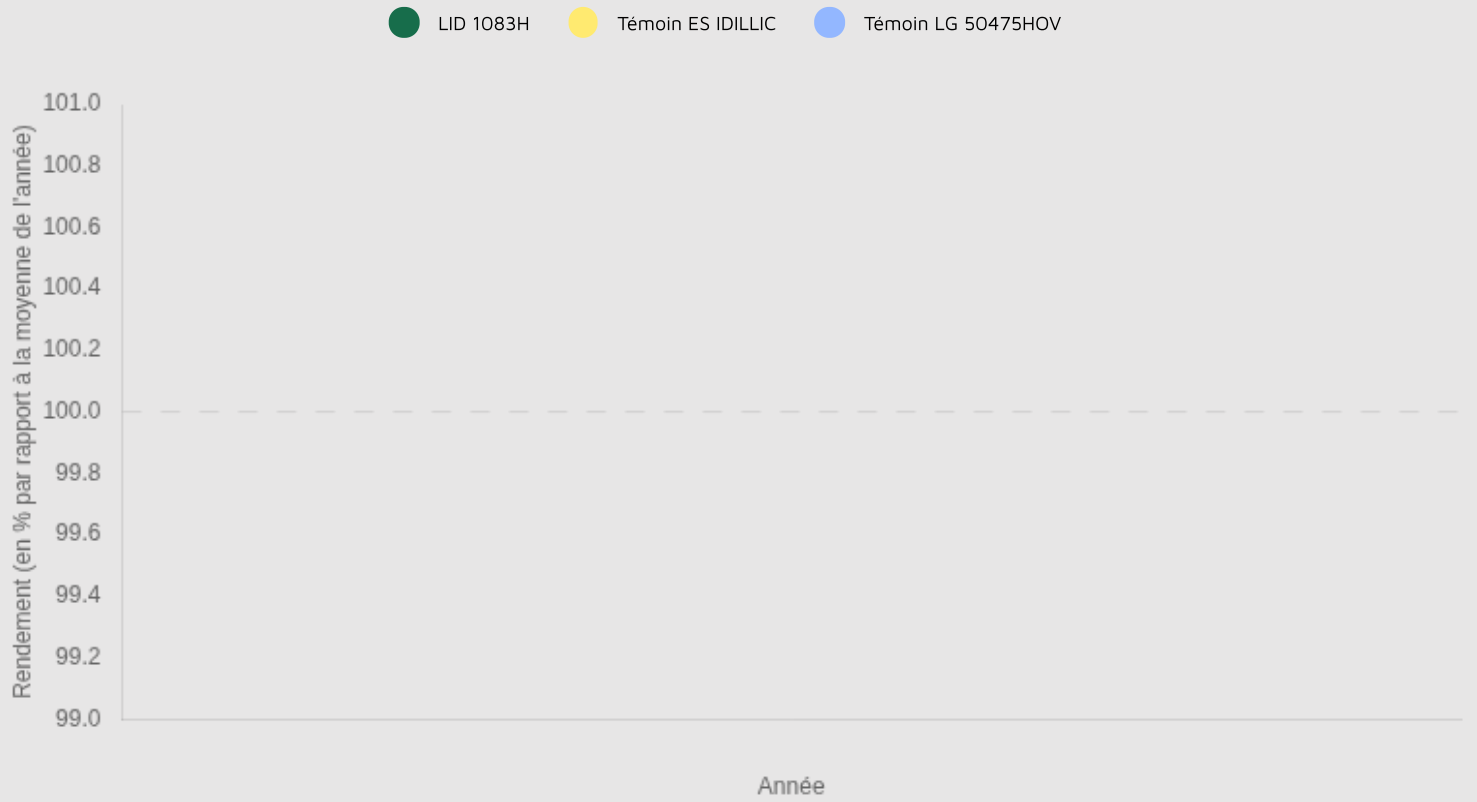 LID 1083H
Témoin ES IDILLIC
Témoin LG 50475HOV
Rendement (en % par rapport à la moyenne de l'année)
101.0
100.8
100.6
100.4
100.2
100.0
99.8
99.6
99.4
99.2
99.0
Année